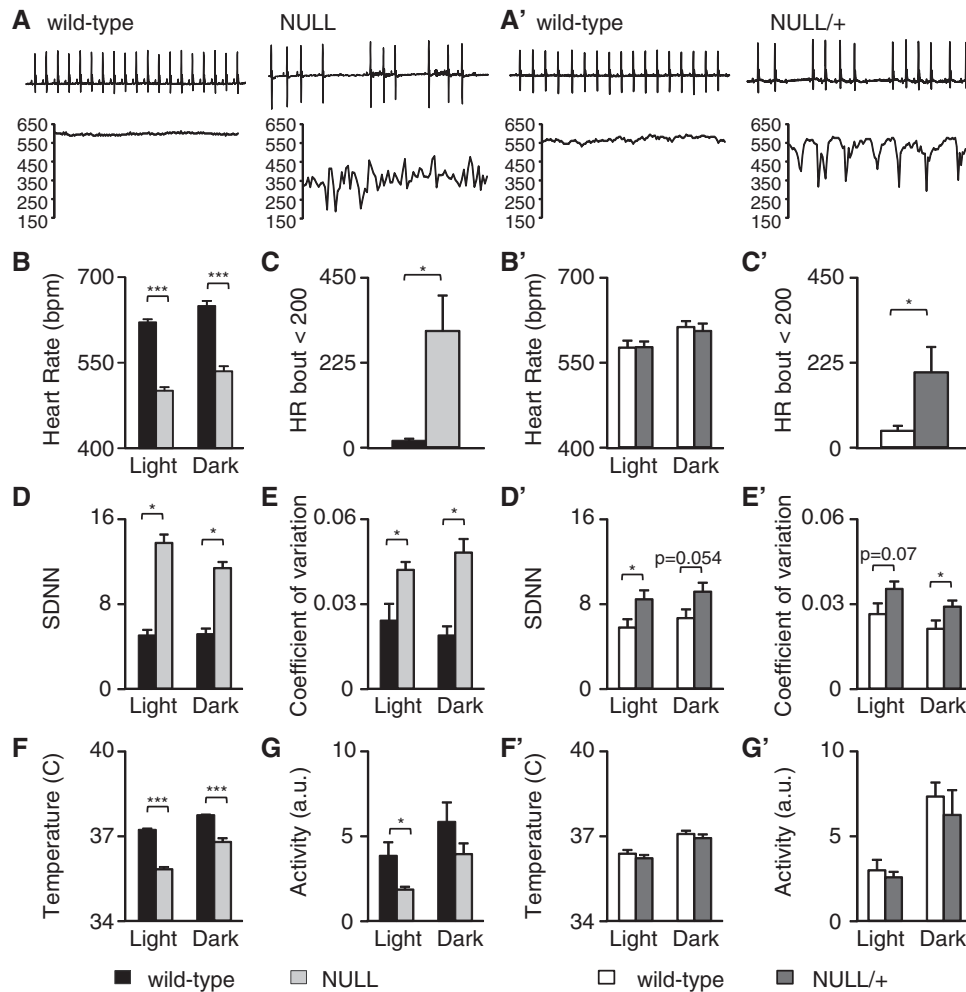 A wild-type NULL A' wild-type NULL/+
650
550
450
350
250
150
650
550
450
350
250
150
650
550
450
350
250
150
650
550
450
350
250
150
B
Heart Rate (bpm)
700
550
400
***
***
Light Dark
C
HR bout < 200
450
225
0
*
B'
Heart Rate (bpm)
700
550
400
Light Dark
C'
HR bout < 200
450
225
0
*
D
SDNN
16
8
0
*
*
Light Dark
E
Coefficient of variation
0.06
0.03
0
*
*
Light Dark
D'
SDNN
16
8
0
*
p=0.054
Light Dark
E'
Coefficient of variation
0.06
0.03
0
p=0.07
*
Light Dark
F
Temperature (C)
40
37
34
***
***
Light Dark
G
Activity (a.u.)
10
5
0
*
Light Dark
F'
Temperature (C)
40
37
34
Light Dark
G'
Activity (a.u.)
10
5
0
Light Dark
wild-type NULL wild-type NULL/+